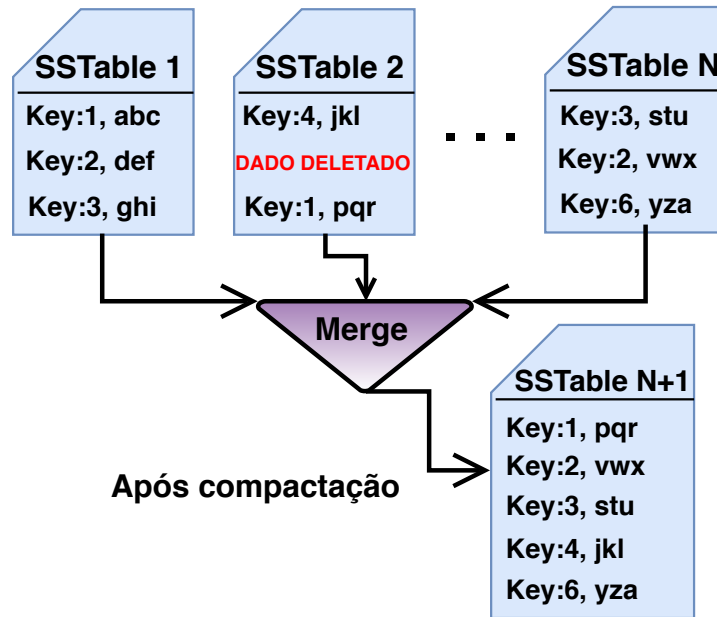 SSTable 1
Key:1, abc
Key:2, def
Key:3, ghi
SSTable 2
Key:4, jkl
DADO DELETADO
Key:1, pqr
. . .
SSTable N
Key:3, stu
Key:2, vwx
Key:6, yza
Merge
Após compactação
SSTable N+1
Key:1, pqr
Key:2, vwx
Key:3, stu
Key:4, jkl
Key:6, yza